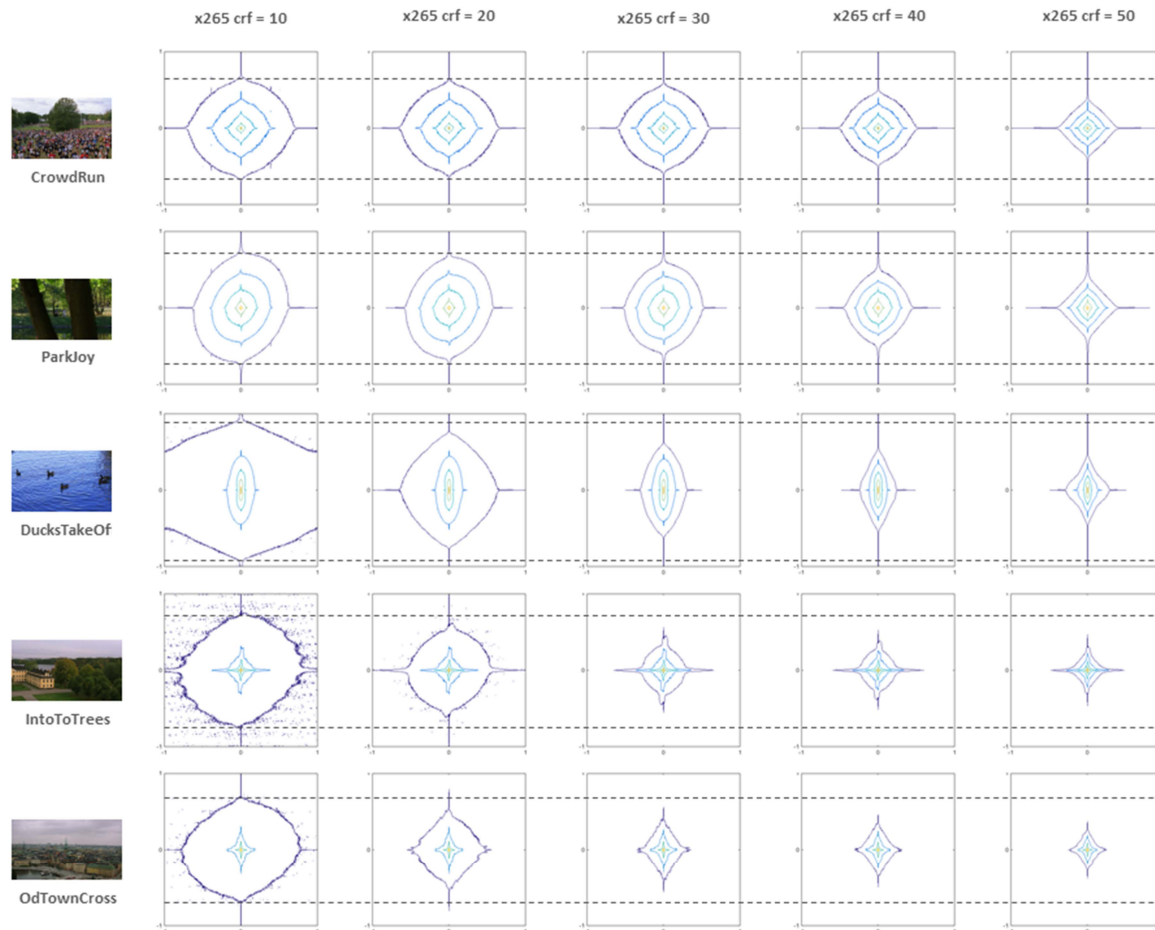 x265 crf = 10 x265 crf = 20 x265 crf = 30 x265 crf = 40 x265 crf = 50
CrowdRun
ParkJoy
DucksTakeOf
IntoToTrees
OdTownCross